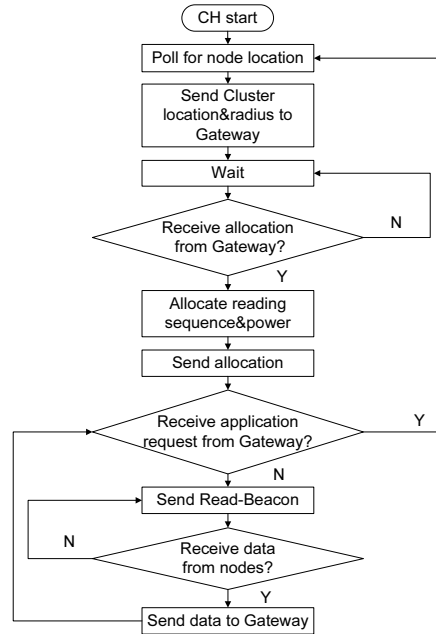 CH start
Poll for node location
Send Cluster
location&radius to
Gateway
Wait
Receive allocation
from Gateway?
N
Y
Allocate reading
sequence&power
Send allocation
Receive application
request from Gateway?
Y
N
Send Read-Beacon
N
Receive data
from nodes?
Y
Send data to Gateway